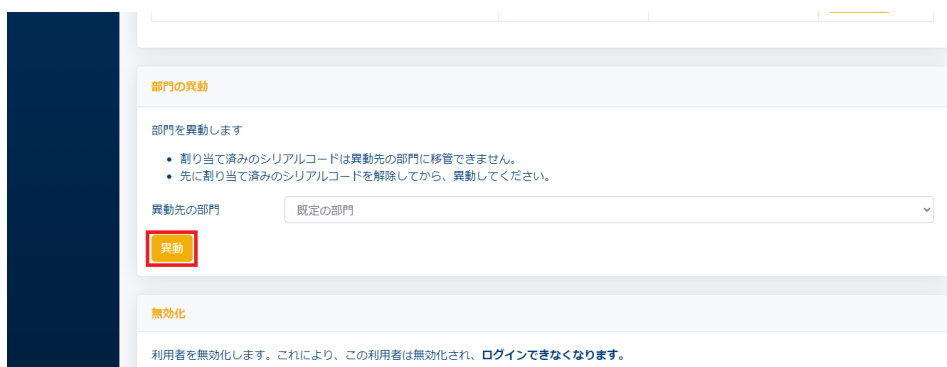 部門の異動
部門を異動します
• 割り当て済みのシリアルコードは異動先の部門に移管できません。
• 先に割り当て済みのシリアルコードを解除してから、異動してください。
異動先の部門 既定の部門
異動
無効化
利用者を無効化します。これにより、この利用者は無効化され、ログインできなくなります。